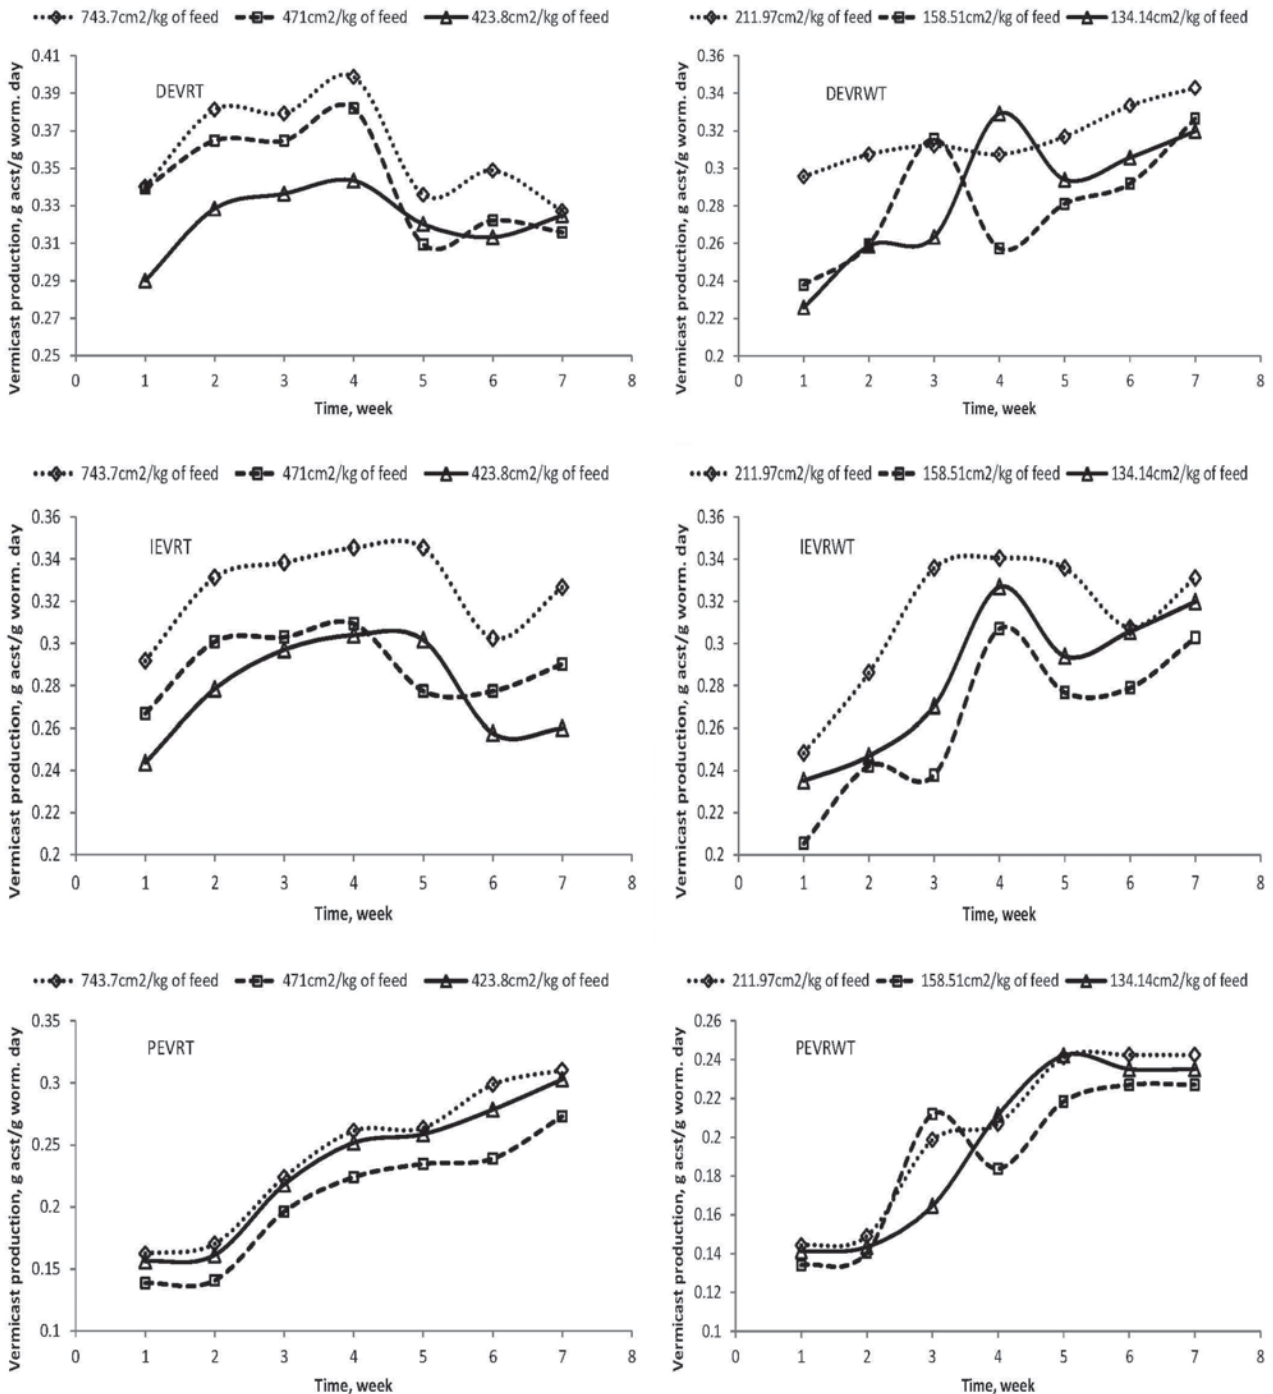 743.7cm2/kg of feed 471cm2/kg of feed 423.8cm2/kg of feed
Vermicast production, g acst/g worm. day
DEVRT
0.41
0.39
0.37
0.35
0.33
0.31
0.29
0.27
0.25
0 1 2 3 4 5 6 7 8
Time, week
211.97cm2/kg of feed 158.51cm2/kg of feed 134.14cm2/kg of feed
Vermicast production, g acst/g worm. day
DEVRWT
0.36
0.34
0.32
0.3
0.28
0.26
0.24
0.22
0.2
0 1 2 3 4 5 6 7 8
Time, week
743.7cm2/kg of feed 471cm2/kg of feed 423.8cm2/kg of feed
Vermicast production, g acst/g worm. day
IEVRT
0.36
0.34
0.32
0.3
0.28
0.26
0.24
0.22
0.2
0 1 2 3 4 5 6 7 8
Time, week
211.97cm2/kg of feed 158.51cm2/kg of feed 134.14cm2/kg of feed
Vermicast production, g acst/g worm. day
IEVRWT
0.36
0.34
0.32
0.3
0.28
0.26
0.24
0.22
0.2
0 1 2 3 4 5 6 7 8
Time, week
743.7cm2/kg of feed 471cm2/kg of feed 423.8cm2/kg of feed
Vermicast production, g acst/g worm. day
PEVRT
0.35
0.3
0.25
0.2
0.15
0.1
0 1 2 3 4 5 6 7 8
Time, week
211.97cm2/kg of feed 158.51cm2/kg of feed 134.14cm2/kg of feed
Vermicast production, g acst/g worm. day
PEVRWT
0.26
0.24
0.22
0.2
0.18
0.16
0.14
0.12
0.1
0 1 2 3 4 5 6 7 8
Time, week